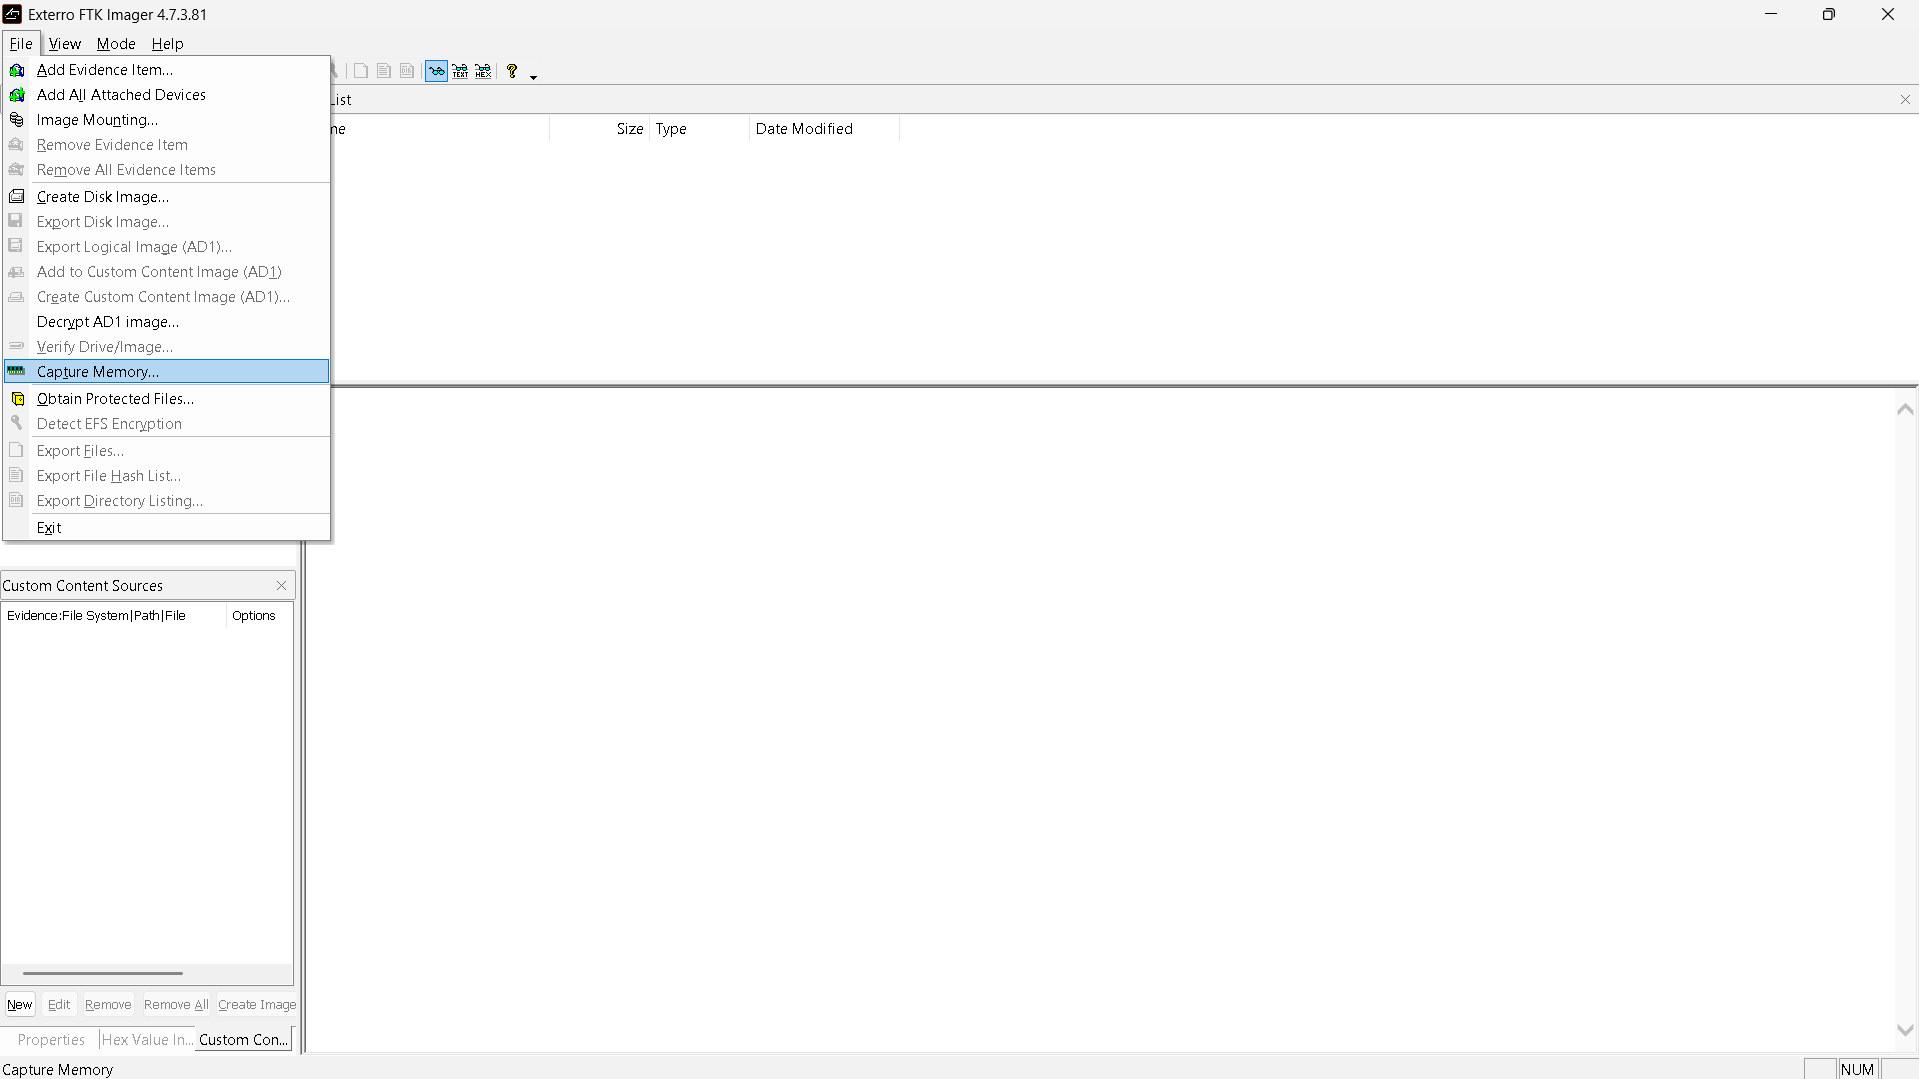 Exterro FTK Imager 4.7.3.81
File View Mode Help
Add Evidence Item...
Add All Attached Devices
Image Mounting...
Remove Evidence Item
Remove All Evidence Items
Create Disk Image...
Export Disk Image...
Export Logical Image (AD1)...
Add to Custom Content Image (AD1)
Create Custom Content Image (AD1)...
Decrypt AD1 image...
Verify Drive/Image...
Capture Memory...
Obtain Protected Files...
Detect EFS Encryption
Export Files...
Export File Hash List...
Export Directory Listing...
Exit
TEXT HEX ?
List
me Size Type Date Modified
Custom Content Sources
Evidence:File System|Path|File Options
New Edit Remove Remove All Create Image
Properties Hex Value In... Custom Con...
Capture Memory
NUM